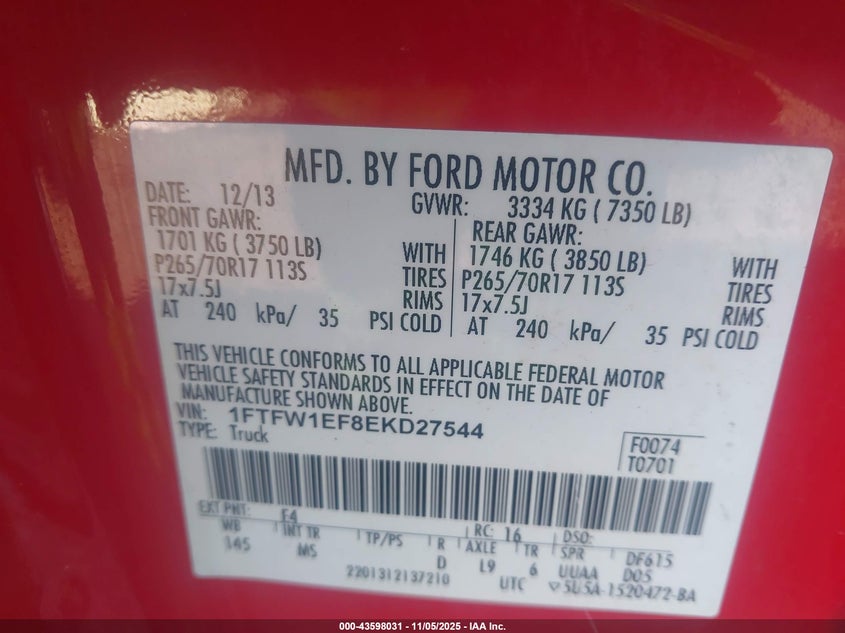 MFD. BY FORD MOTOR CO.
DATE: 12/13 GVWR: 3334 KG ( 7350 LB)
FRONT GAWR: REAR GAWR:
1701 KG ( 3750 LB) WITH 1746 KG ( 3850 LB) WITH
P265/70R17 113S TIRES P265/70R17 113S TIRES
17x7.5J RIMS 17x7.5J RIMS
AT 240 kPa/ 35 PSI COLD AT 240 kPa/ 35 PSI COLD
THIS VEHICLE CONFORMS TO ALL APPLICABLE FEDERAL MOTOR
VEHICLE SAFETY STANDARDS IN EFFECT ON THE DATE OF
MANUFACTURE SHOWN ABOVE.
VIN: 1FTFW1EF8EKD27544
TYPE: Truck
F0074
T0701
EXT PNT: F4 RC: 16 DSO:
WB INT TR TP/PS R AXLE TR SPR DF615
145 MS D L9 6 UUAA D05
2201312137210 UTC ▽5U5A-1520472-BA
000-43598031 - 11/05/2025 - IAA Inc.